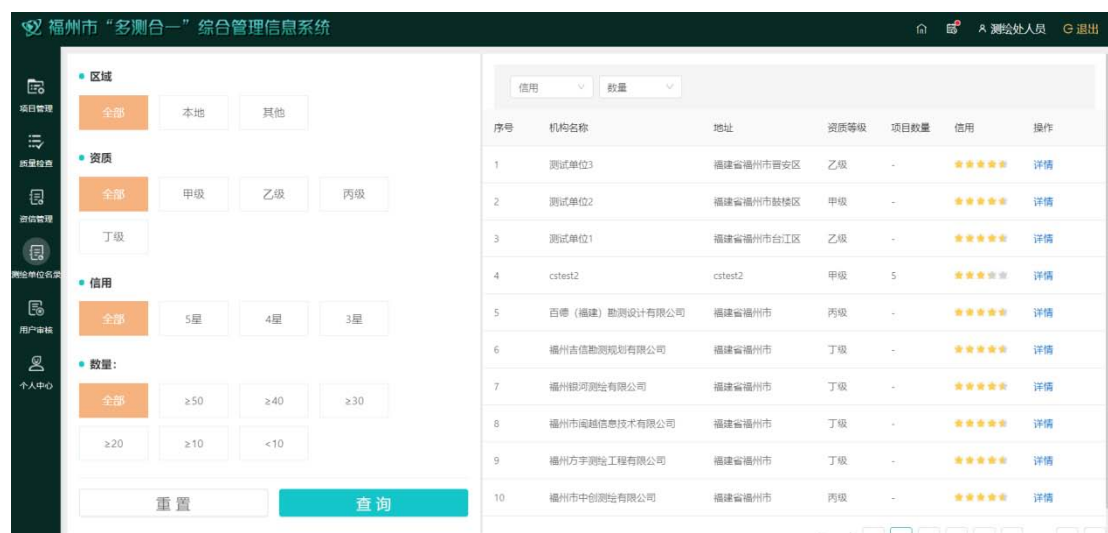 福州市“多测合一”综合管理信息系统
测绘处人员 退出
项目管理
质量检查
资信管理
测绘单位名录
用户审核
个人中心
区域
全部 本地 其他
资质
全部 甲级 乙级 丙级
丁级
信用
全部 5星 4星 3星
数量：
全部 ≥50 ≥40 ≥30
≥20 ≥10 <10
重置 查询
信用 数量
序号 机构名称 地址 资质等级 项目数量 信用 操作
1 测试单位3 福建省福州市晋安区 乙级 - 详情
2 测试单位2 福建省福州市鼓楼区 甲级 - 详情
3 测试单位1 福建省福州市台江区 乙级 - 详情
4 cstest2 cstest2 甲级 5 详情
5 百德（福建）勘测设计有限公司 福建省福州市 丙级 - 详情
6 福州吉信勘测规划有限公司 福建省福州市 丁级 - 详情
7 福州银河测绘有限公司 福建省福州市 丁级 - 详情
8 福州市闽越信息技术有限公司 福建省福州市 丁级 - 详情
9 福州方宇测绘工程有限公司 福建省福州市 丁级 - 详情
10 福州市中创测绘有限公司 福建省福州市 丙级 - 详情